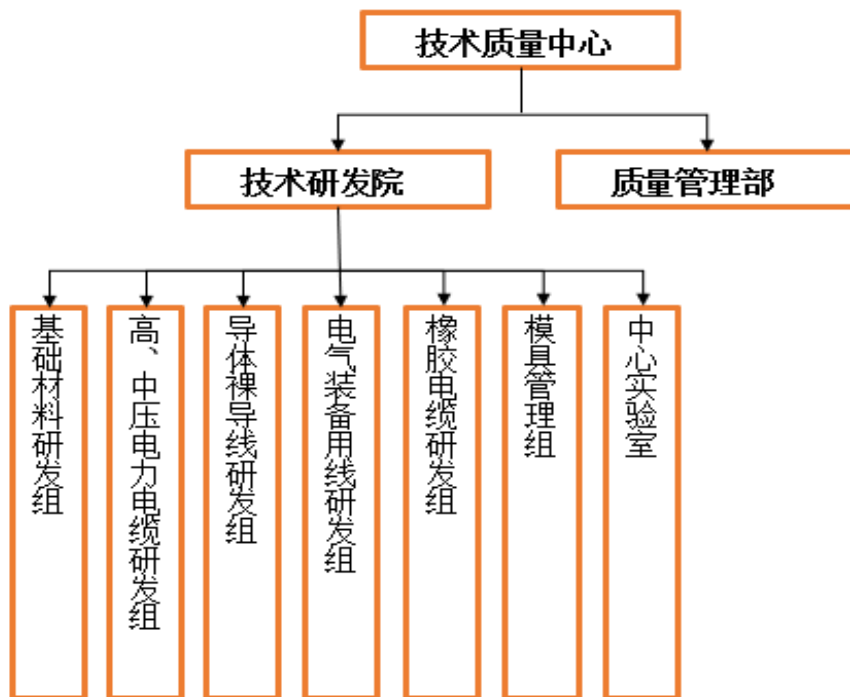 技术质量中心
技术研发院
质量管理部
基础材料研发组
高、中压电力电缆研发组
导体裸导线研发组
电气装备用线研发组
橡胶电缆研发组
模具管理组
中心实验室